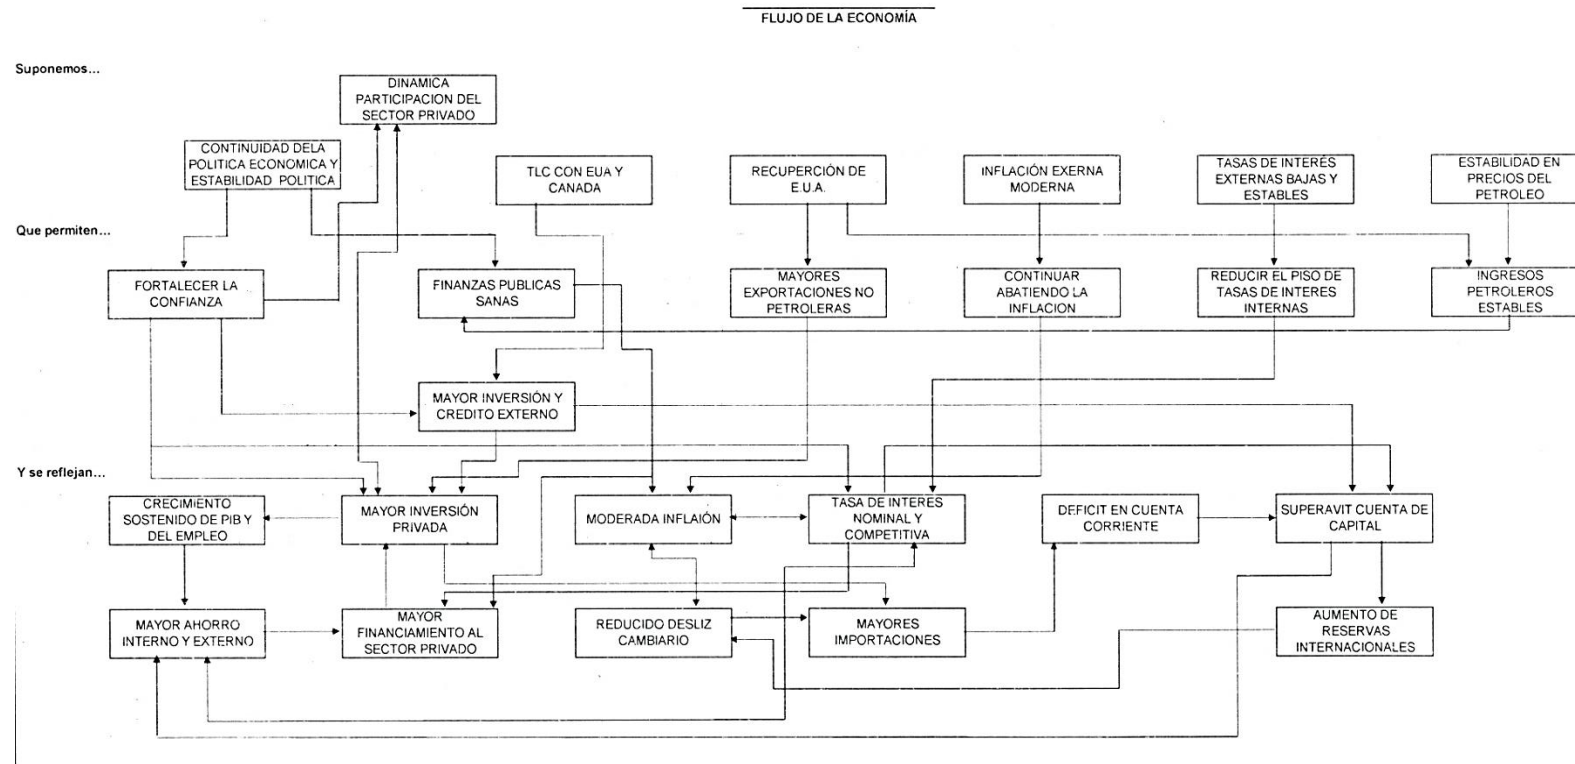 FLUJO DE LA ECONOMÍA
Suponemos...
DINAMICA
PARTICIPACION DEL
SECTOR PRIVADO
CONTINUIDAD DELA
POLITICA ECONOMICA Y
ESTABILIDAD POLITICA
TLC CON EUA Y
CANADA
RECUPERCIÓN DE
E.U.A.
INFLACIÓN EXERNA
MODERNA
TASAS DE INTERÉS
EXTERNAS BAJAS Y
ESTABLES
ESTABILIDAD EN
PRECIOS DEL
PETROLEO
Que permiten...
FORTALECER LA
CONFIANZA
FINANZAS PUBLICAS
SANAS
MAYORES
EXPORTACIONES NO
PETROLERAS
CONTINUAR
ABATIENDO LA
INFLACION
REDUCIR EL PISO DE
TASAS DE INTERES
INTERNAS
INGRESOS
PETROLEROS
ESTABLES
MAYOR INVERSIÓN Y
CREDITO EXTERNO
Y se reflejan...
CRECIMIENTO
SOSTENIDO DE PIB Y
DEL EMPLEO
MAYOR INVERSIÓN
PRIVADA
MODERADA INFLAIÓN
TASA DE INTERES
NOMINAL Y
COMPETITIVA
DEFICIT EN CUENTA
CORRIENTE
SUPERAVIT CUENTA DE
CAPITAL
MAYOR AHORRO
INTERNO Y EXTERNO
MAYOR
FINANCIAMIENTO AL
SECTOR PRIVADO
REDUCIDO DESLIZ
CAMBIARIO
MAYORES
IMPORTACIONES
AUMENTO DE
RESERVAS
INTERNACIONALES